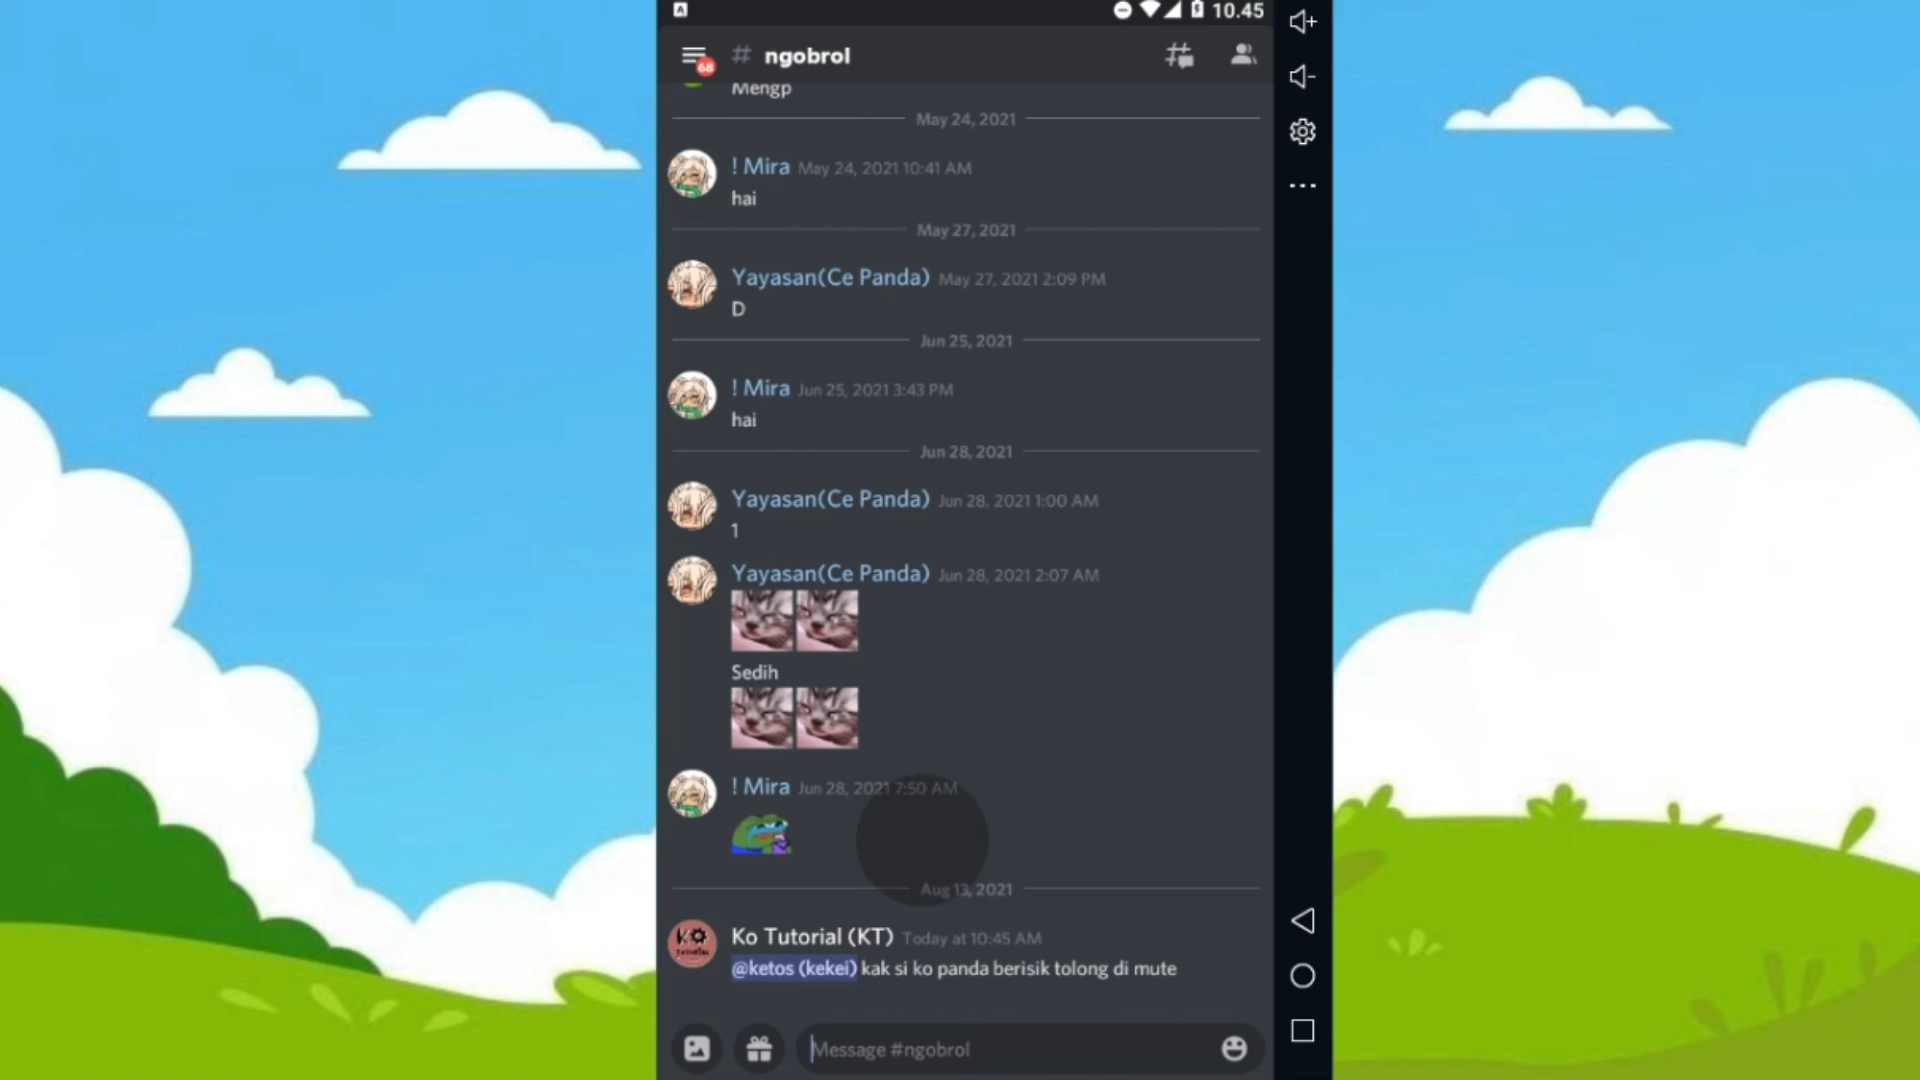 10.45
68
# ngobrol
Mengp
May 24, 2021
! Mira May 24, 2021 10:41 AM
hai
May 27, 2021
Yayasan(Ce Panda) May 27, 2021 2:09 PM
D
Jun 25, 2021
! Mira Jun 25, 2021 3:43 PM
hai
Jun 28, 2021
Yayasan(Ce Panda) Jun 28, 2021 1:00 AM
1
Yayasan(Ce Panda) Jun 28, 2021 2:07 AM
Sedih
! Mira Jun 28, 2021 7:50 AM
Aug 13, 2021
KO
TUTORIAL
Ko Tutorial (KT) Today at 10:45 AM
@ketos (kekei) kak si ko panda berisik tolong di mute
Message #ngobrol